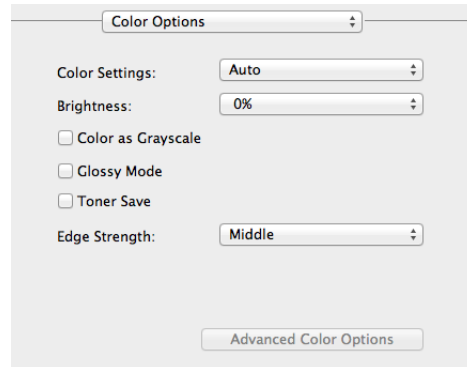 Color Options
Color Settings: Auto
Brightness: 0%
Color as Grayscale
Glossy Mode
Toner Save
Edge Strength: Middle
Advanced Color Options